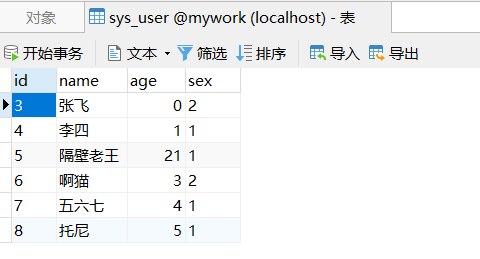 对象 sys_user @mywork (localhost) - 表
开始事务 文本 筛选 排序 导入 导出
id name age sex
3 张飞 0 2
4 李四 1 1
5 隔壁老王 21 1
6 啊猫 3 2
7 五六七 4 1
8 托尼 5 1